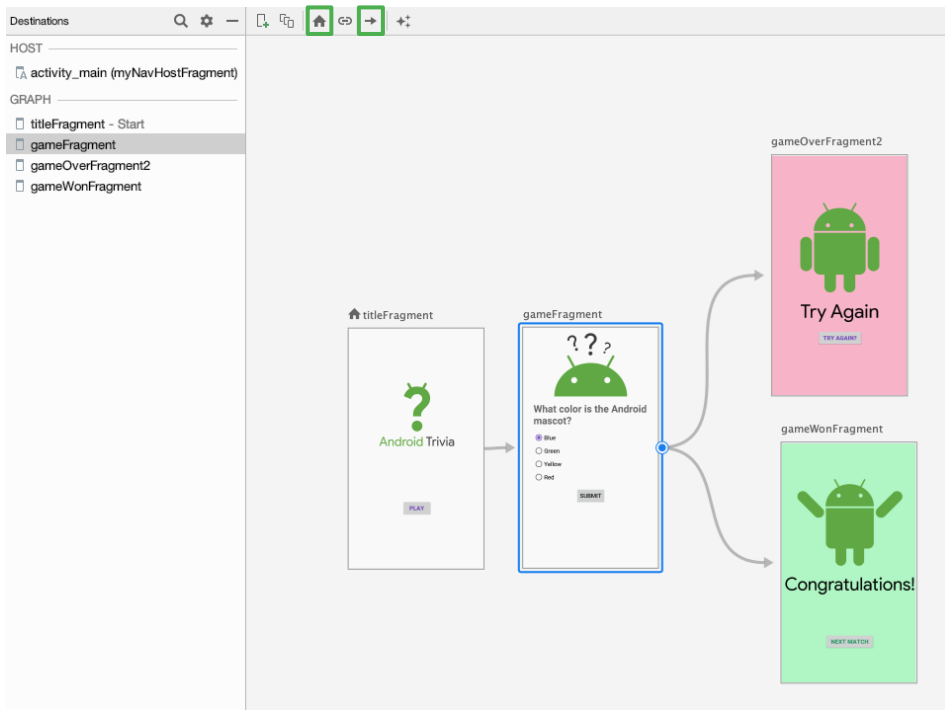 Destinations
HOST
activity_main (myNavHostFragment)
GRAPH
titleFragment - Start
gameFragment
gameOverFragment2
gameWonFragment
titleFragment
?
Android Trivia
PLAY
gameFragment
? ? ?
What color is the Android
mascot?
Blue
Green
Yellow
Red
SUBMIT
gameOverFragment2
Try Again
TRY AGAIN?
gameWonFragment
Congratulations!
NEXT MATCH